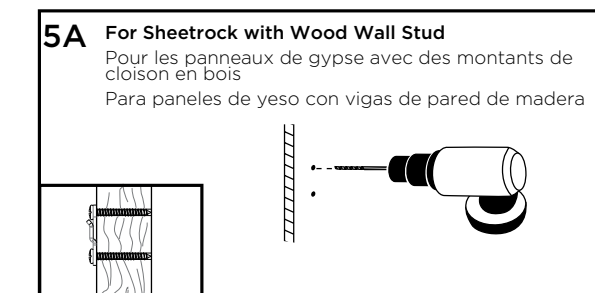 5A For Sheetrock with Wood Wall Stud
Pour les panneaux de gypse avec des montants de
cloison en bois
Para paneles de yeso con vigas de pared de madera